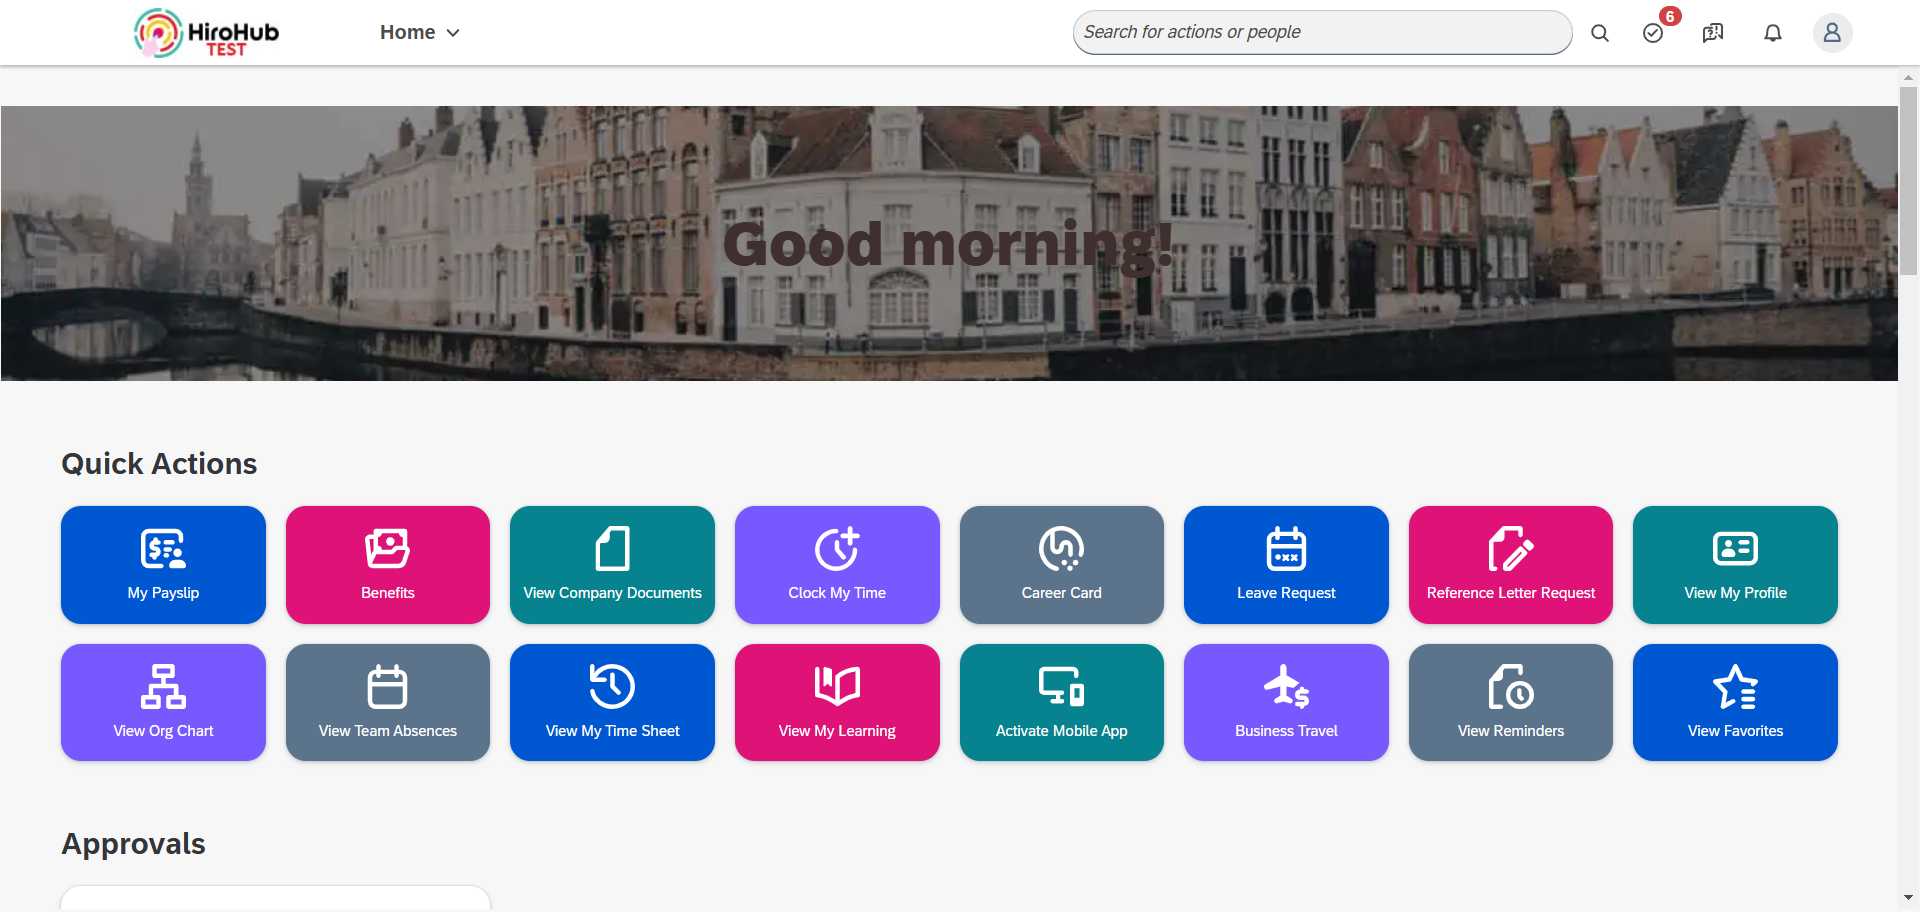 HiroHub
TEST
Home
Search for actions or people
6
Good morning!
Quick Actions
My Payslip
Benefits
View Company Documents
Clock My Time
Career Card
Leave Request
Reference Letter Request
View My Profile
View Org Chart
View Team Absences
View My Time Sheet
View My Learning
Activate Mobile App
Business Travel
View Reminders
View Favorites
Approvals